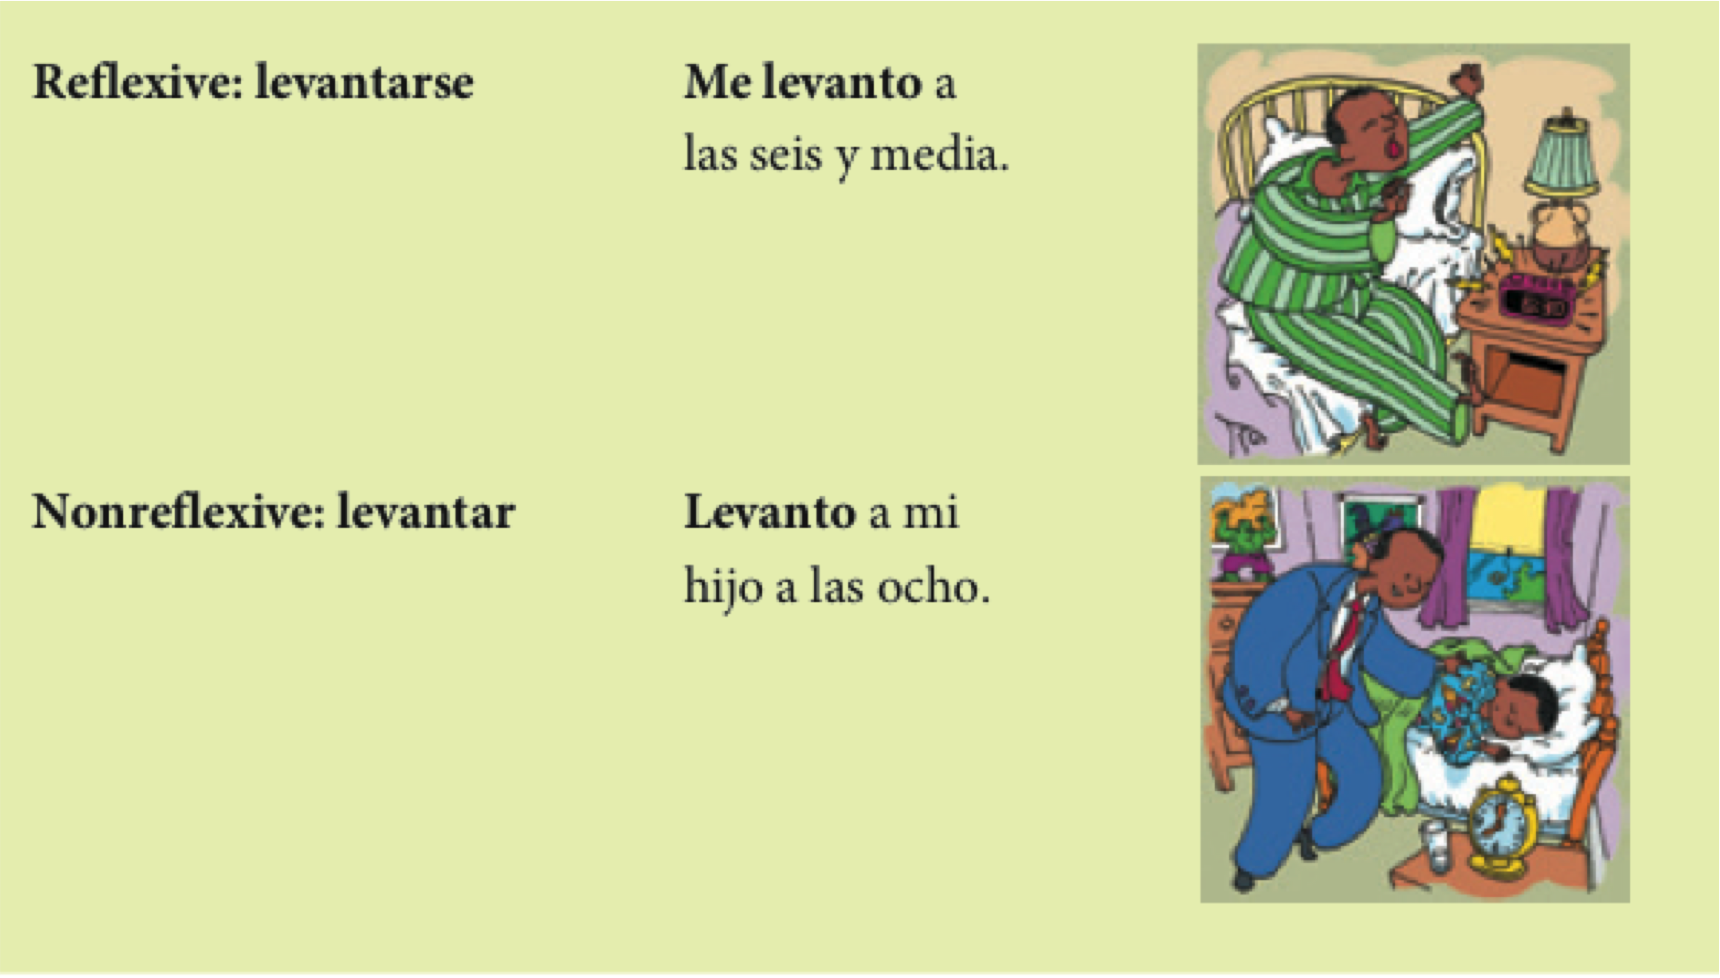 Reflexive: levantarse
Me levanto a
las seis y media.
Nonreflexive: levantar
Levanto a mi
hijo a las ocho.